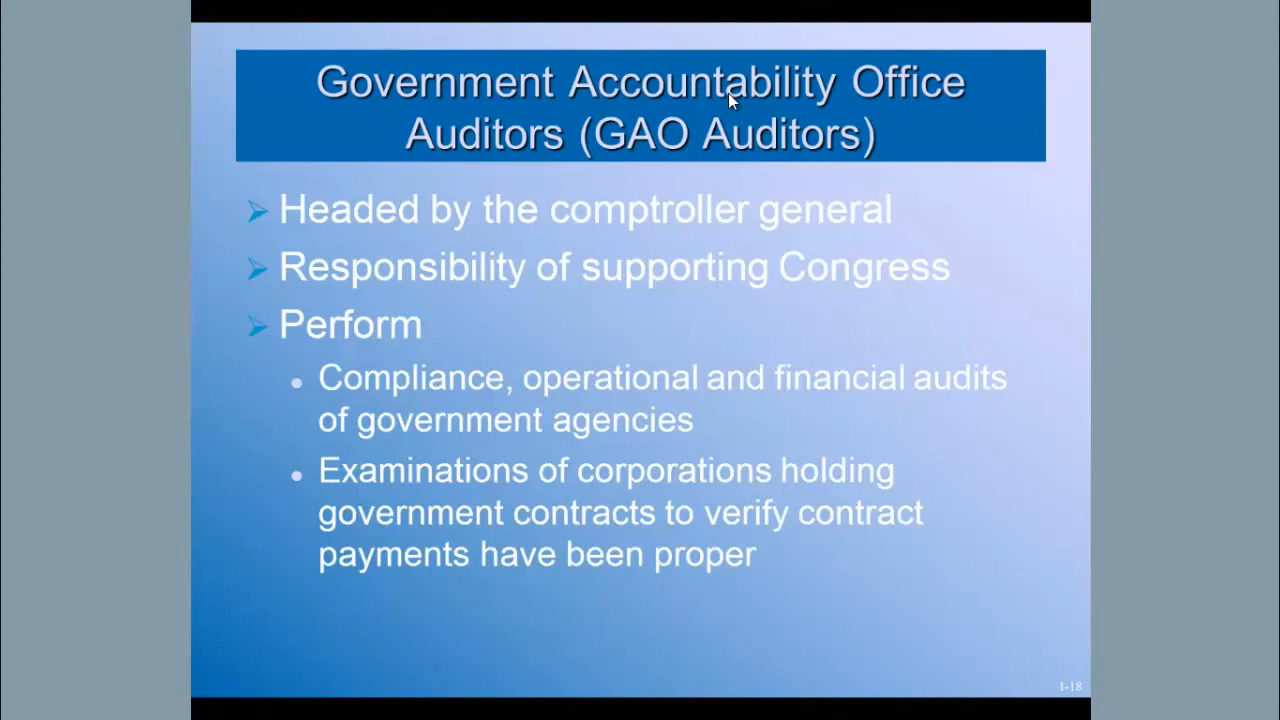 Government Accountability Office
Auditors (GAO Auditors)
Headed by the comptroller general
Responsibility of supporting Congress
Perform
Compliance, operational and financial audits
of government agencies
Examinations of corporations holding
government contracts to verify contract
payments have been proper
1-18